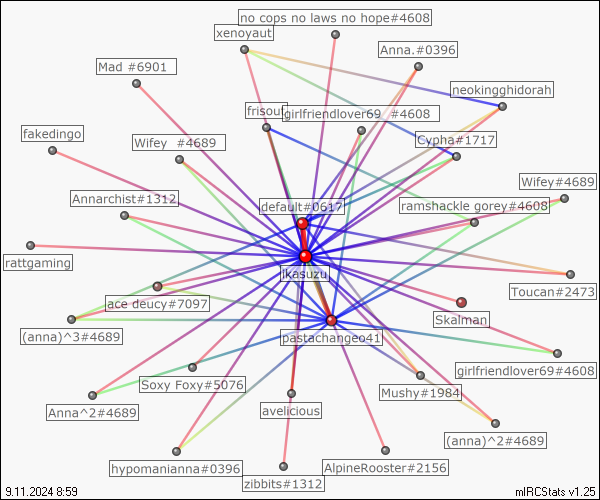 no cops no laws no hope#4608
xenoyaut
Anna.#0396
Mad #6901
neokingghidorah
frisouf
girlfriendlover69  #4608
fakedingo
Wifey  #4689
Cypha#1717
Wifey#4689
Annarchist#1312
default#0617
ramshackle gorey#4608
rattgaming
ikasuzu
Toucan#2473
ace deucy#7097
Skalman
(anna)^3#4689
pastachangeo41
girlfriendlover69#4608
Soxy Foxy#5076
Mushy#1984
Anna^2#4689
avelicious
(anna)^2#4689
hypomanianna#0396
AlpineRooster#2156
zibbits#1312
9.11.2024 8:59
mIRCStats v1.25